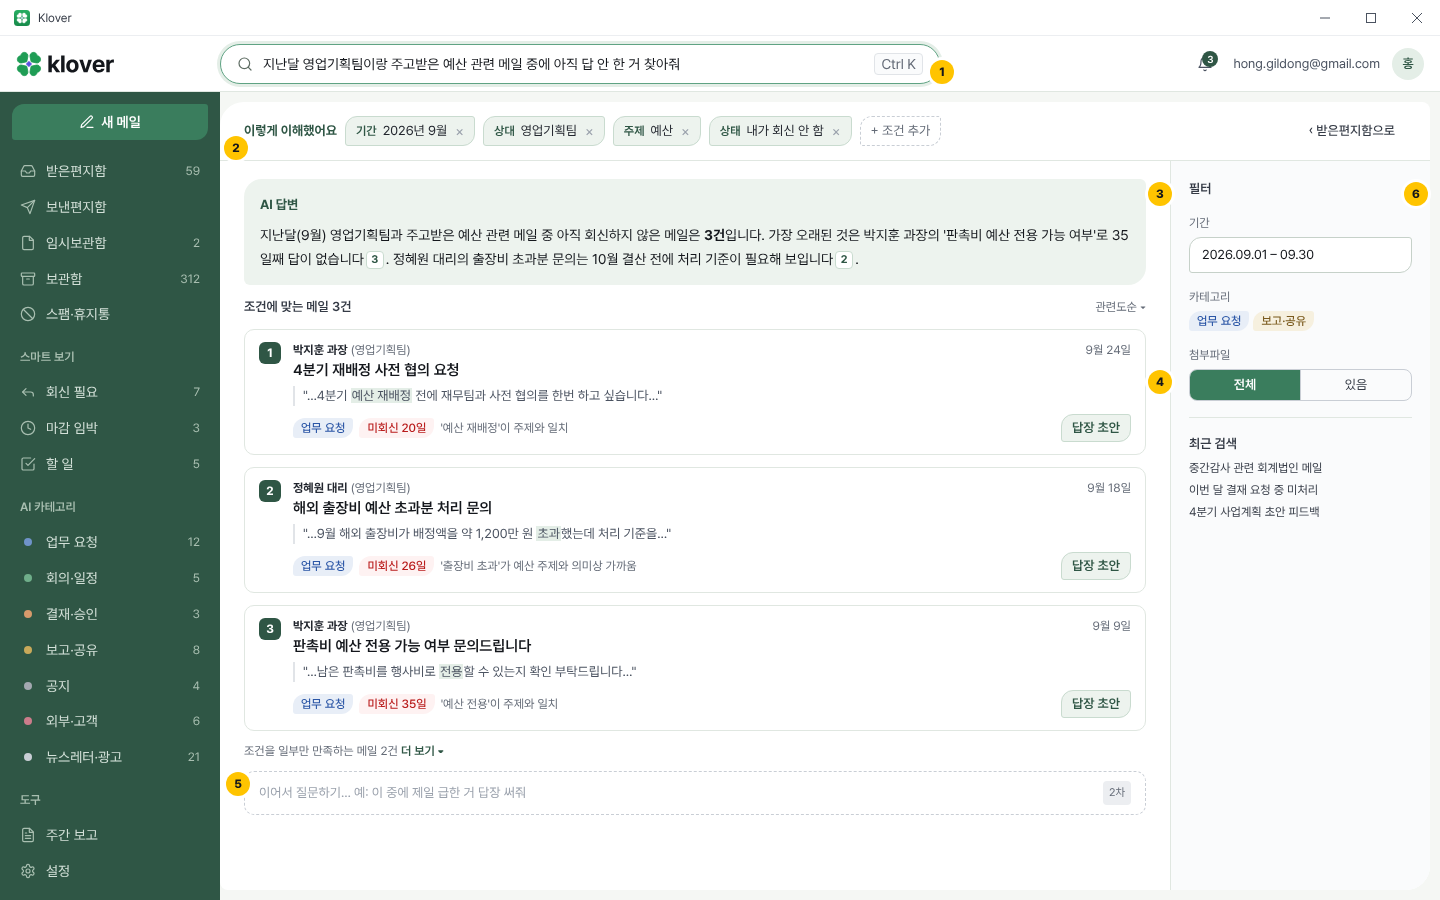 Klover
klover
지난달 영업기획팀이랑 주고받은 예산 관련 메일 중에 아직 답 안 한 거 찾아줘
Ctrl K
1
3
hong.gildong@gmail.com
홍
새 메일
받은편지함 59
보낸편지함
임시보관함 2
보관함 312
스팸·휴지통
스마트 보기
회신 필요 7
마감 임박 3
할 일 5
AI 카테고리
업무 요청 12
회의·일정 5
결재·승인 3
보고·공유 8
공지 4
외부·고객 6
뉴스레터·광고 21
도구
주간 보고
설정
2
이렇게 이해했어요
기간 2026년 9월 ×
상대 영업기획팀 ×
주제 예산 ×
상태 내가 회신 안 함 ×
+ 조건 추가
‹ 받은편지함으로
3
AI 답변
지난달(9월) 영업기획팀과 주고받은 예산 관련 메일 중 아직 회신하지 않은 메일은 3건입니다. 가장 오래된 것은 박지훈 과장의 '판촉비 예산 전용 가능 여부'로 35
일째 답이 없습니다 3 . 정혜원 대리의 출장비 초과분 문의는 10월 결산 전에 처리 기준이 필요해 보입니다 2 .
조건에 맞는 메일 3건
관련도순
4
1
박지훈 과장 (영업기획팀)
9월 24일
4분기 재배정 사전 협의 요청
"...4분기 예산 재배정 전에 재무팀과 사전 협의를 한번 하고 싶습니다..."
업무 요청 미회신 20일 '예산 재배정'이 주제와 일치
답장 초안
2
정혜원 대리 (영업기획팀)
9월 18일
해외 출장비 예산 초과분 처리 문의
"...9월 해외 출장비가 배정액을 약 1,200만 원 초과했는데 처리 기준을..."
업무 요청 미회신 26일 '출장비 초과'가 예산 주제와 의미상 가까움
답장 초안
3
박지훈 과장 (영업기획팀)
9월 9일
판촉비 예산 전용 가능 여부 문의드립니다
"...남은 판촉비를 행사비로 전용할 수 있는지 확인 부탁드립니다..."
업무 요청 미회신 35일 '예산 전용'이 주제와 일치
답장 초안
조건을 일부만 만족하는 메일 2건 더 보기
5
이어서 질문하기... 예: 이 중에 제일 급한 거 답장 써줘
2차
6
필터
기간
2026.09.01 – 09.30
카테고리
업무 요청 보고·공유
첨부파일
전체 있음
최근 검색
중간감사 관련 회계법인 메일
이번 달 결재 요청 중 미처리
4분기 사업계획 초안 피드백